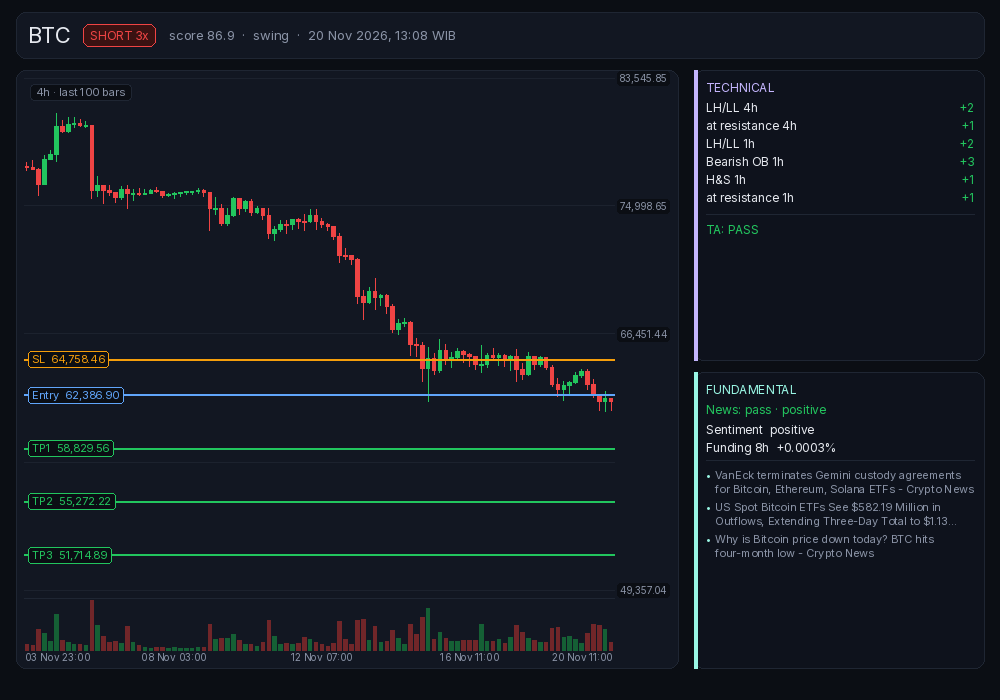 BTC SHORT 3x score 86.9 · swing · 20 Nov 2026, 13:08 WIB
4h · last100 bars
83,545.85
74,998.65
66,451.44
49,357.04
SL 64,758.46
Entry 62,386.90
TP1 58,829.56
TP2 55,272.22
TP3 51,714.89
03 Nov 23:00 08 Nov 03:00 12 Nov 07:00 16 Nov 11:00 20 Nov 11:00
TECHNICAL
LH/LL 4h +2
at resistance 4h +1
LH/LL 1h +2
Bearish OB 1h +3
H&S 1h +1
at resistance 1h +1
TA: PASS
FUNDAMENTAL
News: pass · positive
Sentiment positive
Funding 8h +0.0003%
• VanEck terminates Gemini custody agreements
for Bitcoin, Ethereum, Solana ETFs - Crypto News
• US Spot Bitcoin ETFs See $582.19 Million in
Outflows, Extending Three-Day Total to $1.13...
• Why is Bitcoin price down today? BTC hits
four-month low - Crypto News